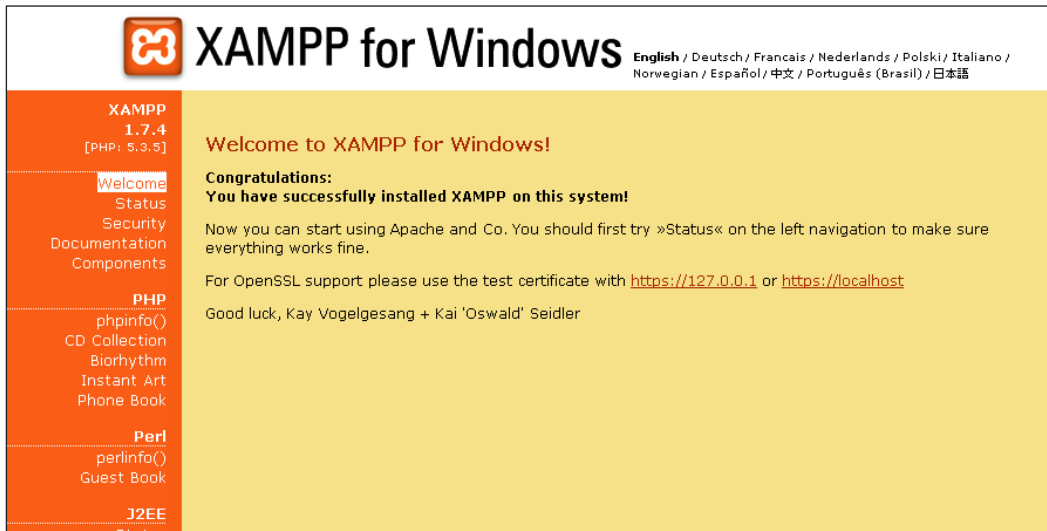 XAMPP for Windows
English / Deutsch / Francais / Nederlands / Polski / Italiano /
Norwegian / Español / 中文 / Português (Brasil) / 日本語
XAMPP
1.7.4
[PHP: 5.3.5]
Welcome
Status
Security
Documentation
Components
PHP
phpinfo()
CD Collection
Biorhythm
Instant Art
Phone Book
Perl
perlinfo()
Guest Book
J2EE
Welcome to XAMPP for Windows!
Congratulations:
You have successfully installed XAMPP on this system!
Now you can start using Apache and Co. You should first try »Status« on the left navigation to make sure
everything works fine.
For OpenSSL support please use the test certificate with https://127.0.0.1 or https://localhost
Good luck, Kay Vogelgesang + Kai 'Oswald' Seidler